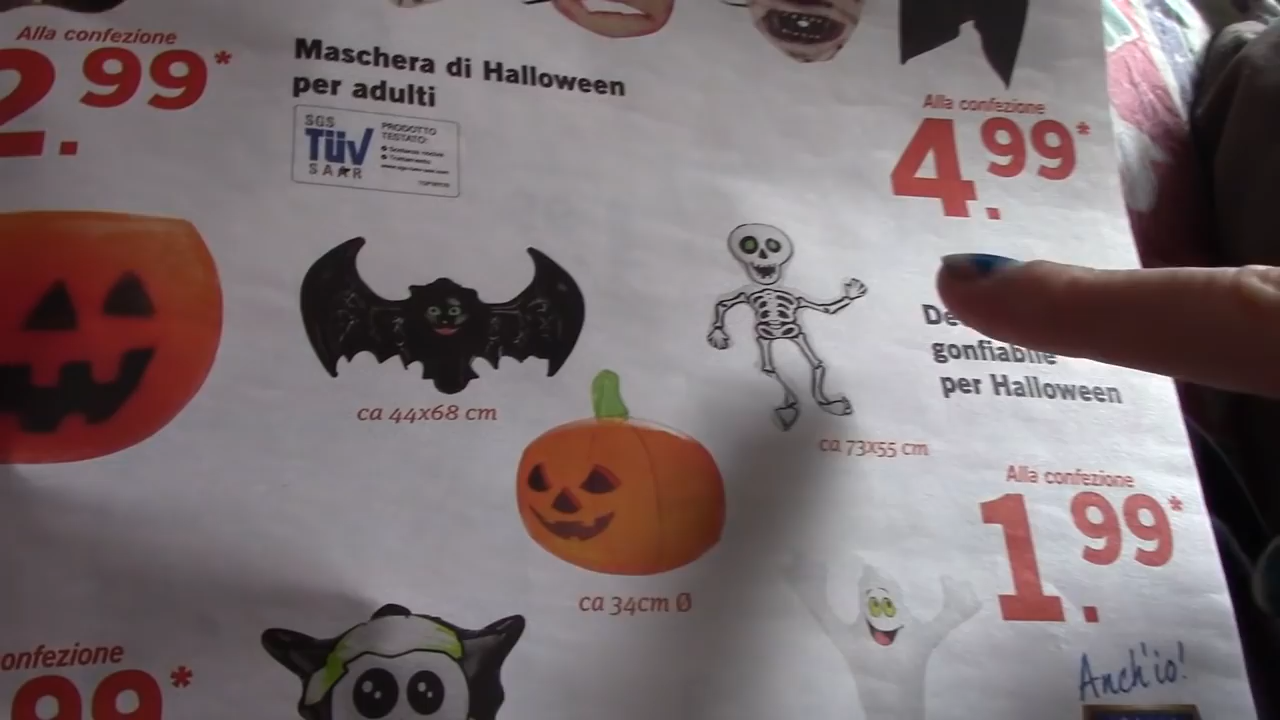 Alla confezione
2.99*
Maschera di Halloween
per adulti
SGS
TÜV
SAAR
PRODOTTO
TESTATO:
Alla confezione
4.99*
gonfiabile
per Halloween
ca 44x68 cm
ca 73x55 cm
Alla confezione
1.99*
ca 34cm Ø
onfezione
99*
Anch'io!